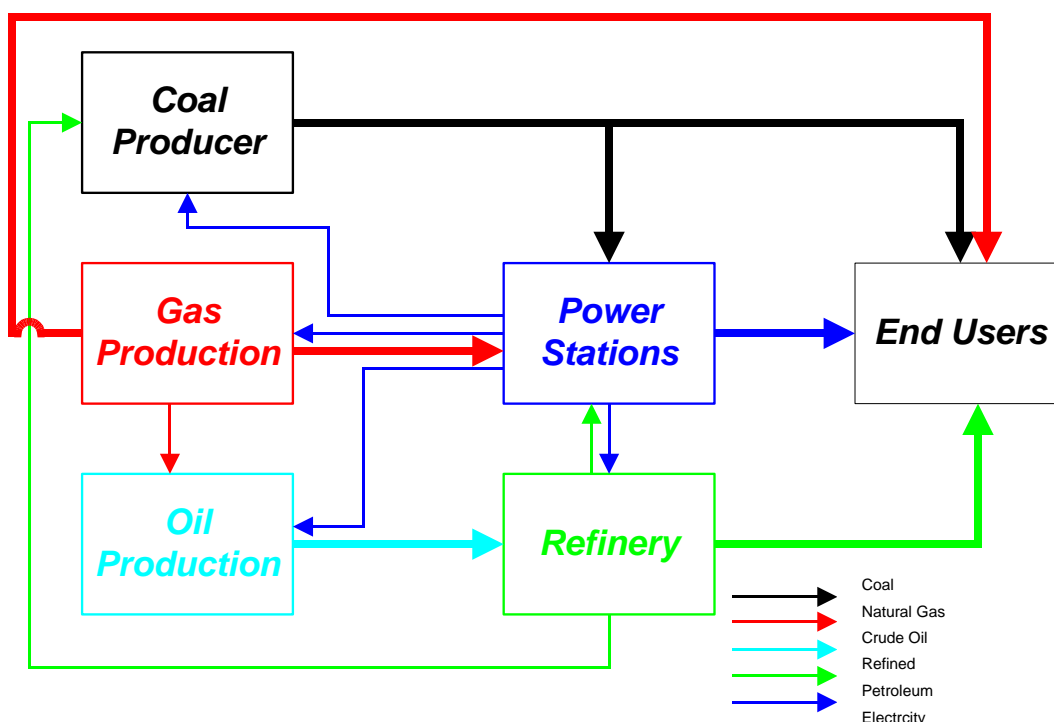 Coal
Producer
Gas
Production
Power
Stations
End Users
Oil
Production
Refinery
Coal
Natural Gas
Crude Oil
Refined
Petroleum
Electrcity